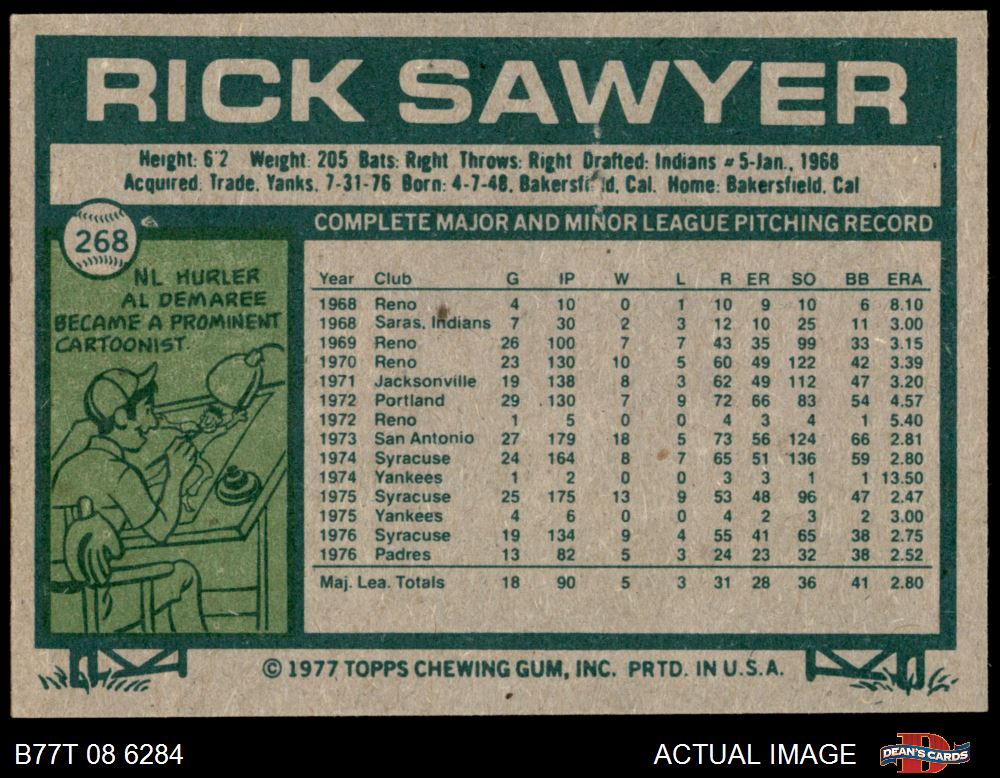 RICK SAWYER
Height: 6'2 Weight: 205 Bats: Right Throws: Right Drafted: Indians #5-Jan., 1968
Acquired: Trade, Yanks, 7-31-76 Born: 4-7-48, Bakersfi ld, Cal. Home: Bakersfield, Cal
268
COMPLETE MAJOR AND MINOR LEAGUE PITCHING RECORD
NL HURLER
AL DEMAREE
BECAME A PROMINENT
CARTOONIST.
Year Club G IP W L R ER SO BB ERA
1968 Reno 4 10 0 1 10 9 10 6 8.10
1968 Saras. Indians 7 30 2 3 12 10 25 11 3.00
1969 Reno 26 100 7 7 43 35 99 33 3.15
1970 Reno 23 130 10 5 60 49 122 42 3.39
1971 Jacksonville 19 138 8 3 62 49 112 47 3.20
1972 Portland 29 130 7 9 72 66 83 54 4.57
1972 Reno 1 5 0 0 4 3 4 1 5.40
1973 San Antonio 27 179 18 5 73 56 124 66 2.81
1974 Syracuse 24 164 8 7 65 51 136 59 2.80
1974 Yankees 1 2 0 0 3 3 1 1 13.50
1975 Syracuse 25 175 13 9 53 48 96 47 2.47
1975 Yankees 4 6 0 0 4 2 3 2 3.00
1976 Syracuse 19 134 9 4 55 41 65 38 2.75
1976 Padres 13 82 5 3 24 23 32 38 2.52
Maj. Lea. Totals 18 90 5 3 31 28 36 41 2.80
© 1977 TOPPS CHEWING GUM, INC. PRTD. IN U.S.A.
B77T 08 6284
ACTUAL IMAGE
DEAN'S CARDS